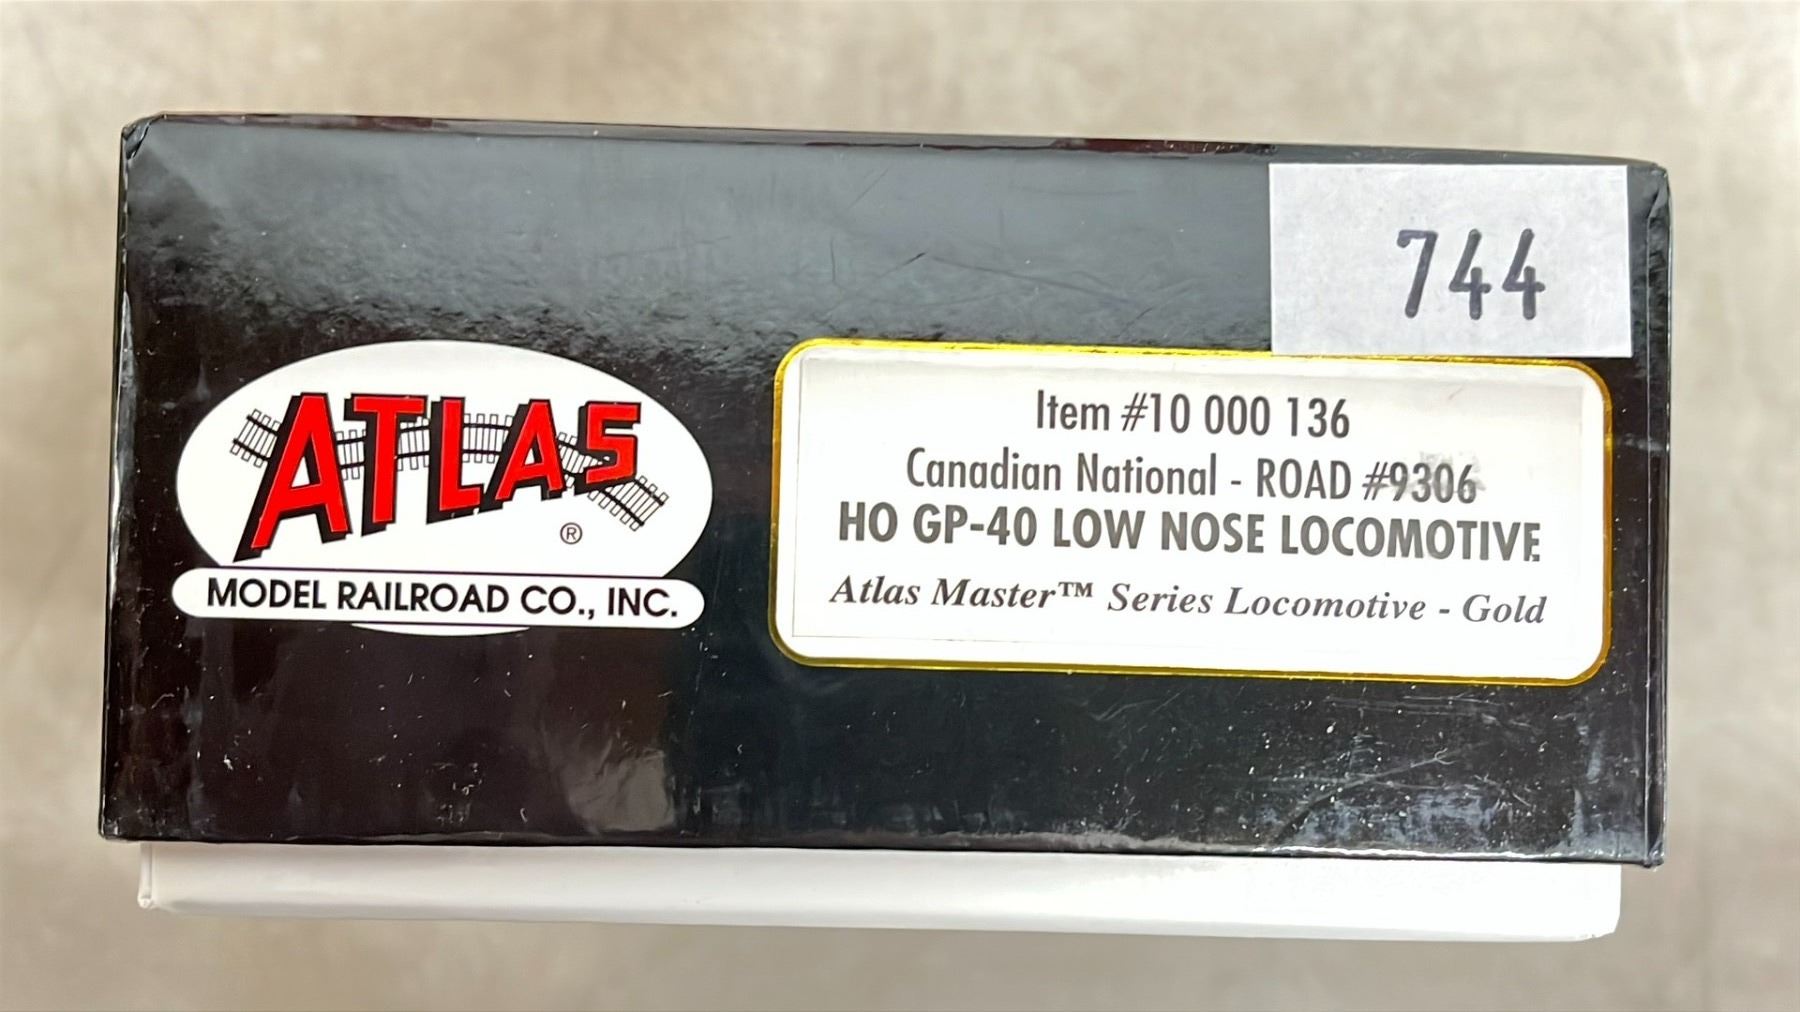 744
ATLAS
®
MODEL RAILROAD CO., INC.
Item #10 000 136
Canadian National - ROAD #9306
HO GP-40 LOW NOSE LOCOMOTIVE
Atlas Master™ Series Locomotive - Gold